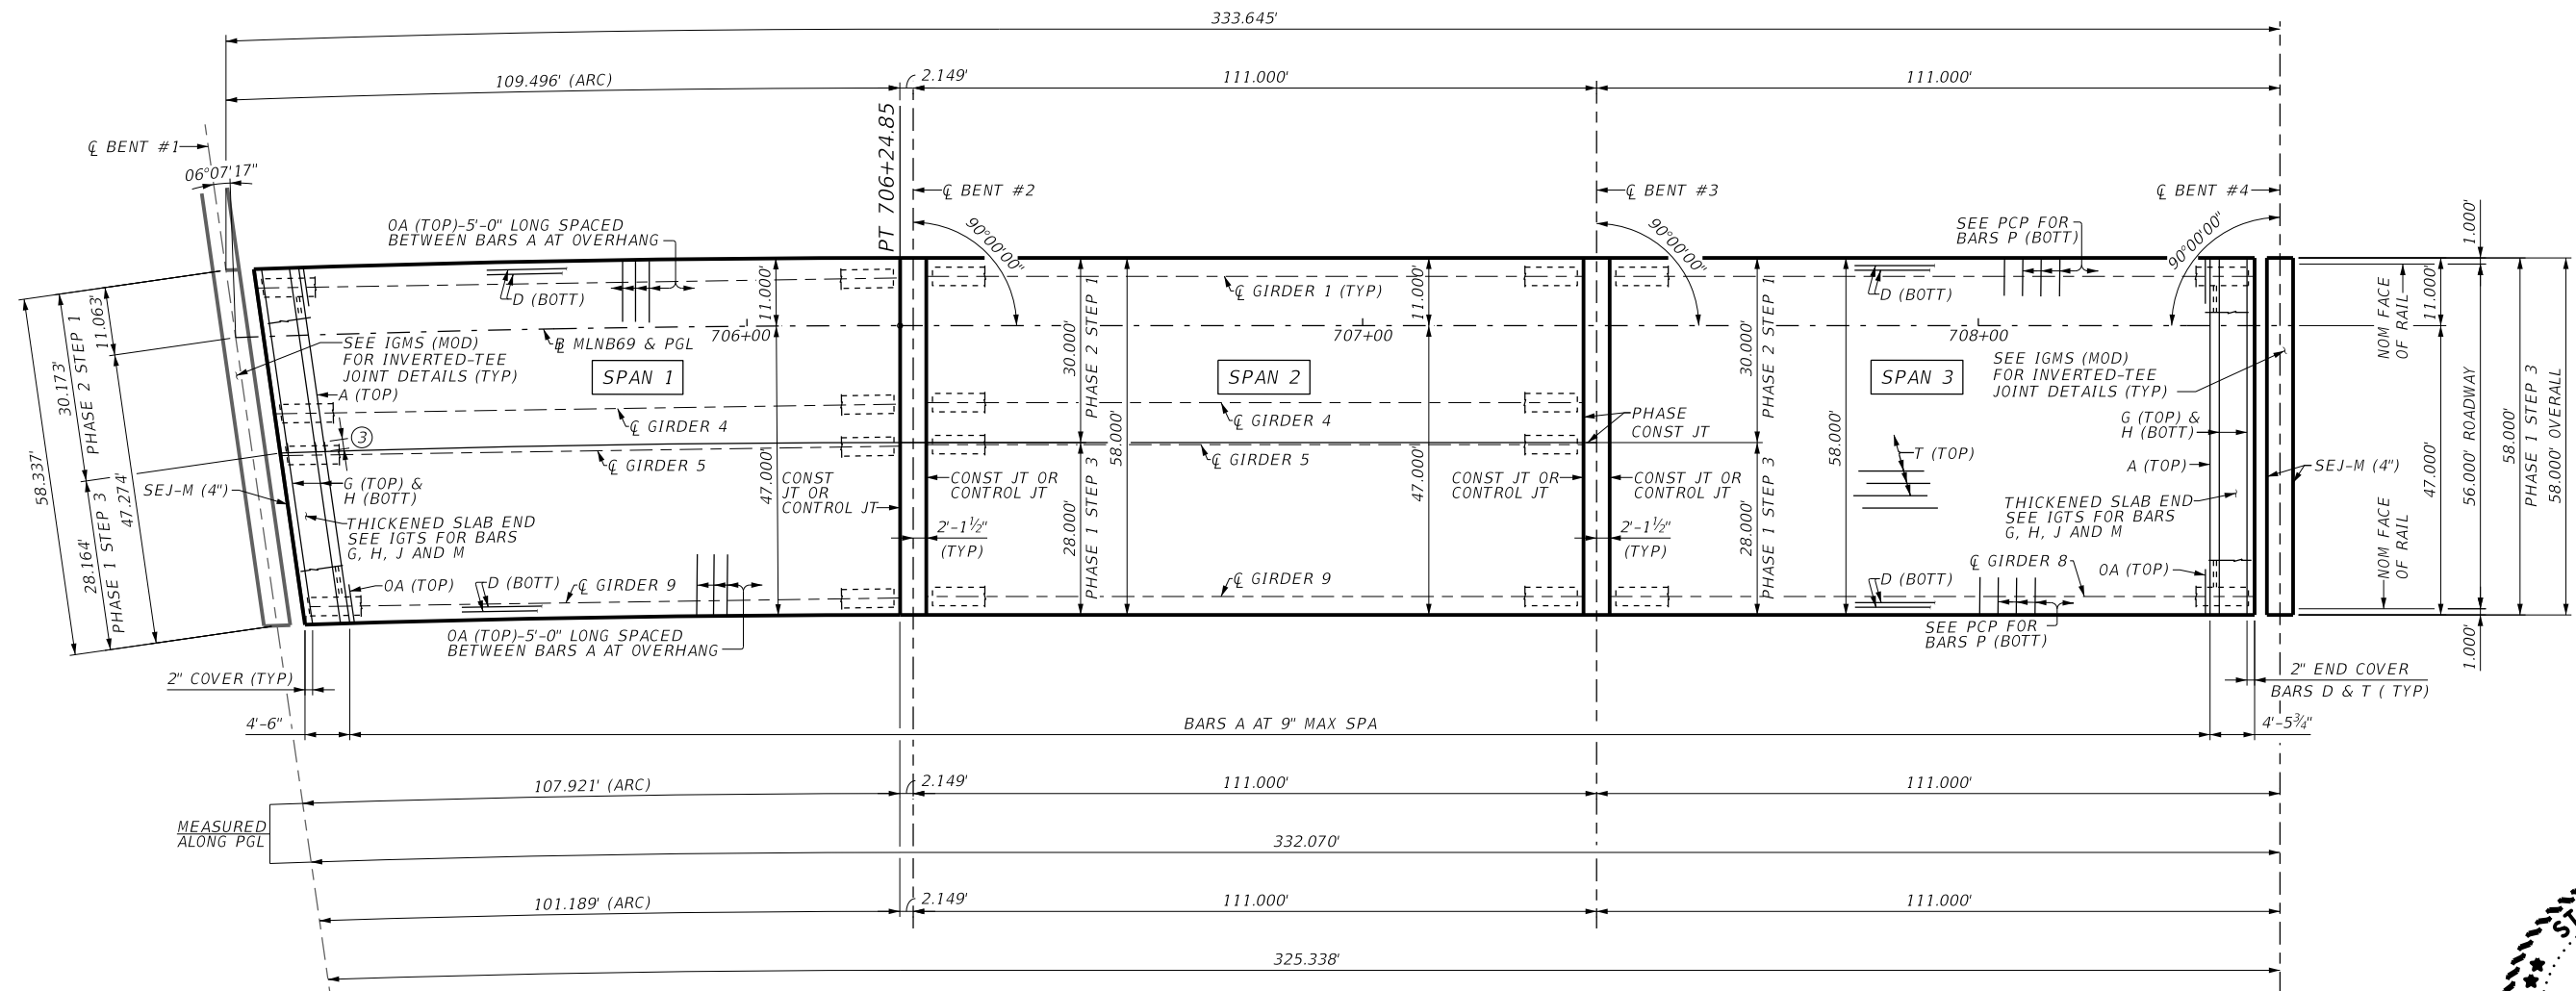 333.645'
109.496' (ARC)
2.149'
111.000'
111.000'
PT 706+24.85
℄ BENT #1
06°07'17"
℄ BENT #2
℄ BENT #3
℄ BENT #4
90°00'00"
90°00'00"
90°00'00"
OA (TOP)-5'-0" LONG SPACED
BETWEEN BARS A AT OVERHANG
SEE PCP FOR
BARS P (BOTT)
D (BOTT)
℄ GIRDER 1 (TYP)
D (BOTT)
11.000'
11.000'
706+00
707+00
708+00
℄ MLNB69 & PGL
SEE IGMS (MOD)
FOR INVERTED-TEE
JOINT DETAILS (TYP)
A (TOP)
SPAN 1
SPAN 2
SPAN 3
SEE IGMS (MOD)
FOR INVERTED-TEE
JOINT DETAILS (TYP)
℄ GIRDER 4
℄ GIRDER 4
3
PHASE
CONST JT
℄ GIRDER 5
℄ GIRDER 5
G (TOP) &
H (BOTT)
A (TOP)
T (TOP)
SEJ-M (4")
SEJ-M (4")
G (TOP) &
H (BOTT)
CONST
JT OR
CONTROL JT
CONST JT OR
CONTROL JT
CONST JT OR
CONTROL JT
CONST JT OR
CONTROL JT
THICKENED SLAB END
SEE IGTS FOR BARS
G, H, J AND M
THICKENED SLAB END
SEE IGTS FOR BARS
G, H, J AND M
2'-1½"
(TYP)
2'-1½"
(TYP)
OA (TOP)
D (BOTT)
℄ GIRDER 9
℄ GIRDER 9
℄ GIRDER 8
D (BOTT)
OA (TOP)
OA (TOP)-5'-0" LONG SPACED
BETWEEN BARS A AT OVERHANG
SEE PCP FOR
BARS P (BOTT)
58.337'
30.173'
PHASE 2 STEP 1
11.063'
28.164'
PHASE 1 STEP 3
47.274'
47.000'
30.000'
PHASE 2 STEP 1
28.000'
PHASE 1 STEP 3
58.000'
47.000'
30.000'
PHASE 2 STEP 1
28.000'
PHASE 1 STEP 3
58.000'
NOM FACE
OF RAIL
NOM FACE
OF RAIL
11.000'
47.000'
1.000'
56.000' ROADWAY
1.000'
58.000'
PHASE 1 STEP 3
58.000' OVERALL
2" COVER (TYP)
2" END COVER
BARS D & T ( TYP)
4'-6"
BARS A AT 9" MAX SPA
4'-5¾"
107.921' (ARC)
2.149'
111.000'
111.000'
MEASURED
ALONG PGL
332.070'
101.189' (ARC)
2.149'
111.000'
111.000'
325.338'
ST